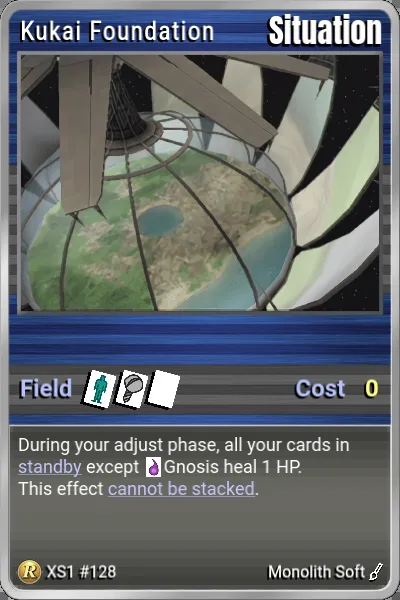 Kukai Foundation
Situation
Field
Cost 0
During your adjust phase, all your cards in
standby except Gnosis heal 1 HP.
This effect cannot be stacked.
R XS1 #128
Monolith Soft